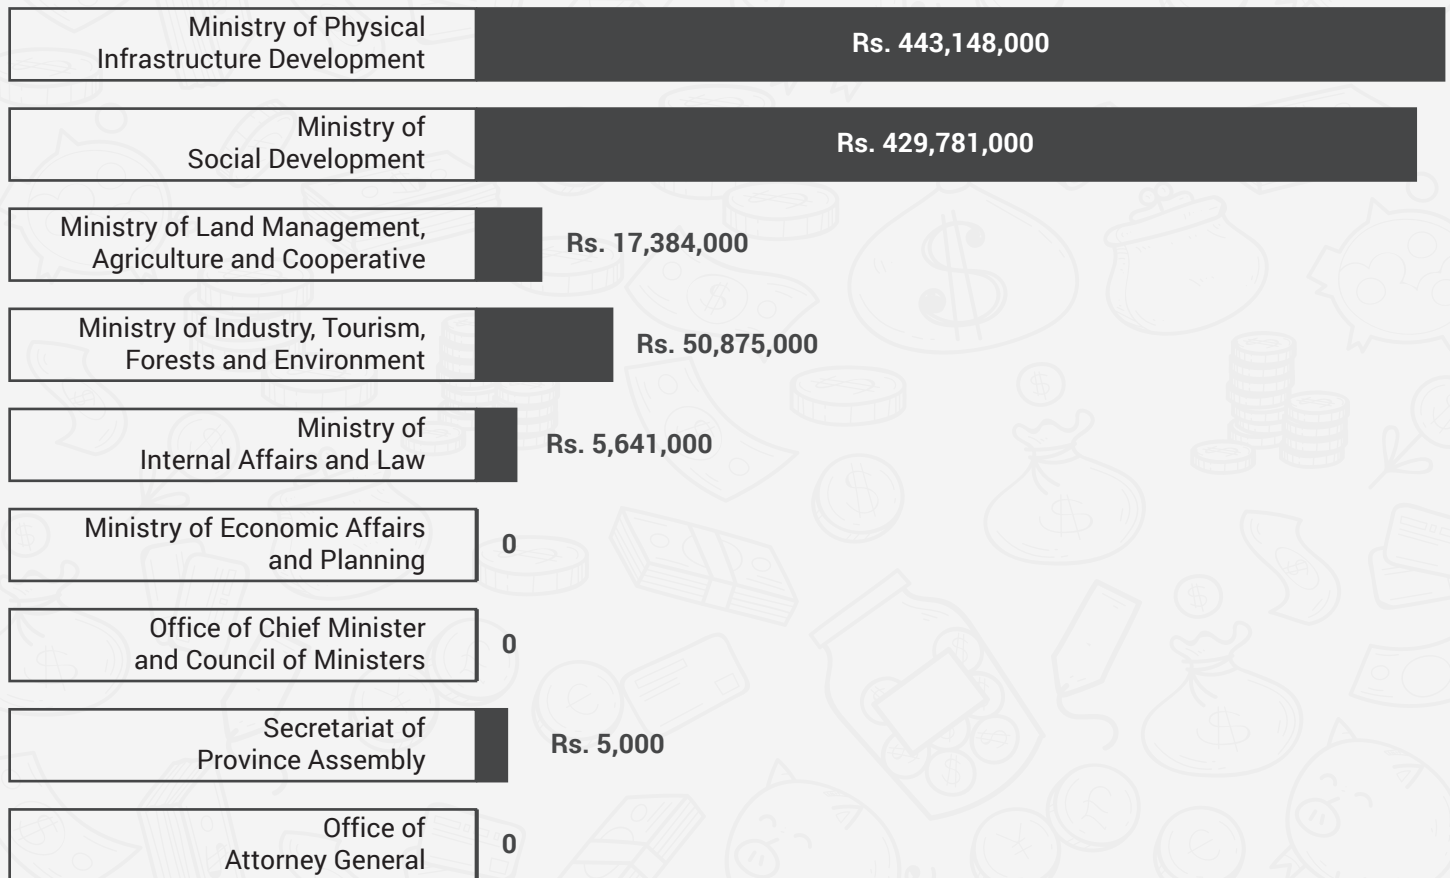 Ministry of Physical
Infrastructure Development
Rs. 443,148,000
Ministry of
Social Development
Rs. 429,781,000
Ministry of Land Management,
Agriculture and Cooperative
Rs. 17,384,000
Ministry of Industry, Tourism,
Forests and Environment
Rs. 50,875,000
Ministry of
Internal Affairs and Law
Rs. 5,641,000
Ministry of Economic Affairs
and Planning
0
Office of Chief Minister
and Council of Ministers
0
Secretariat of
Province Assembly
Rs. 5,000
Office of
Attorney General
0